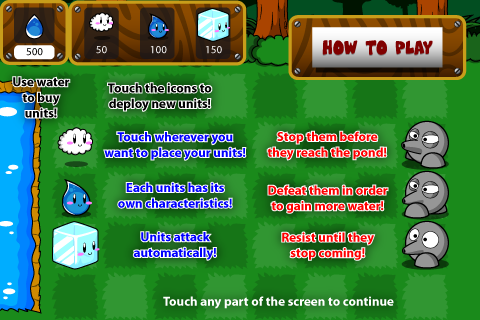 500
50
100
150
HOW TO PLAY
Use water
to buy
units!
Touch the icons to
deploy new units!
Touch wherever you
want to place your units!
Stop them before
they reach the pond!
Each units has its
own characteristics!
Defeat them in order
to gain more water!
Units attack
automatically!
Resist until they
stop coming!
Touch any part of the screen to continue